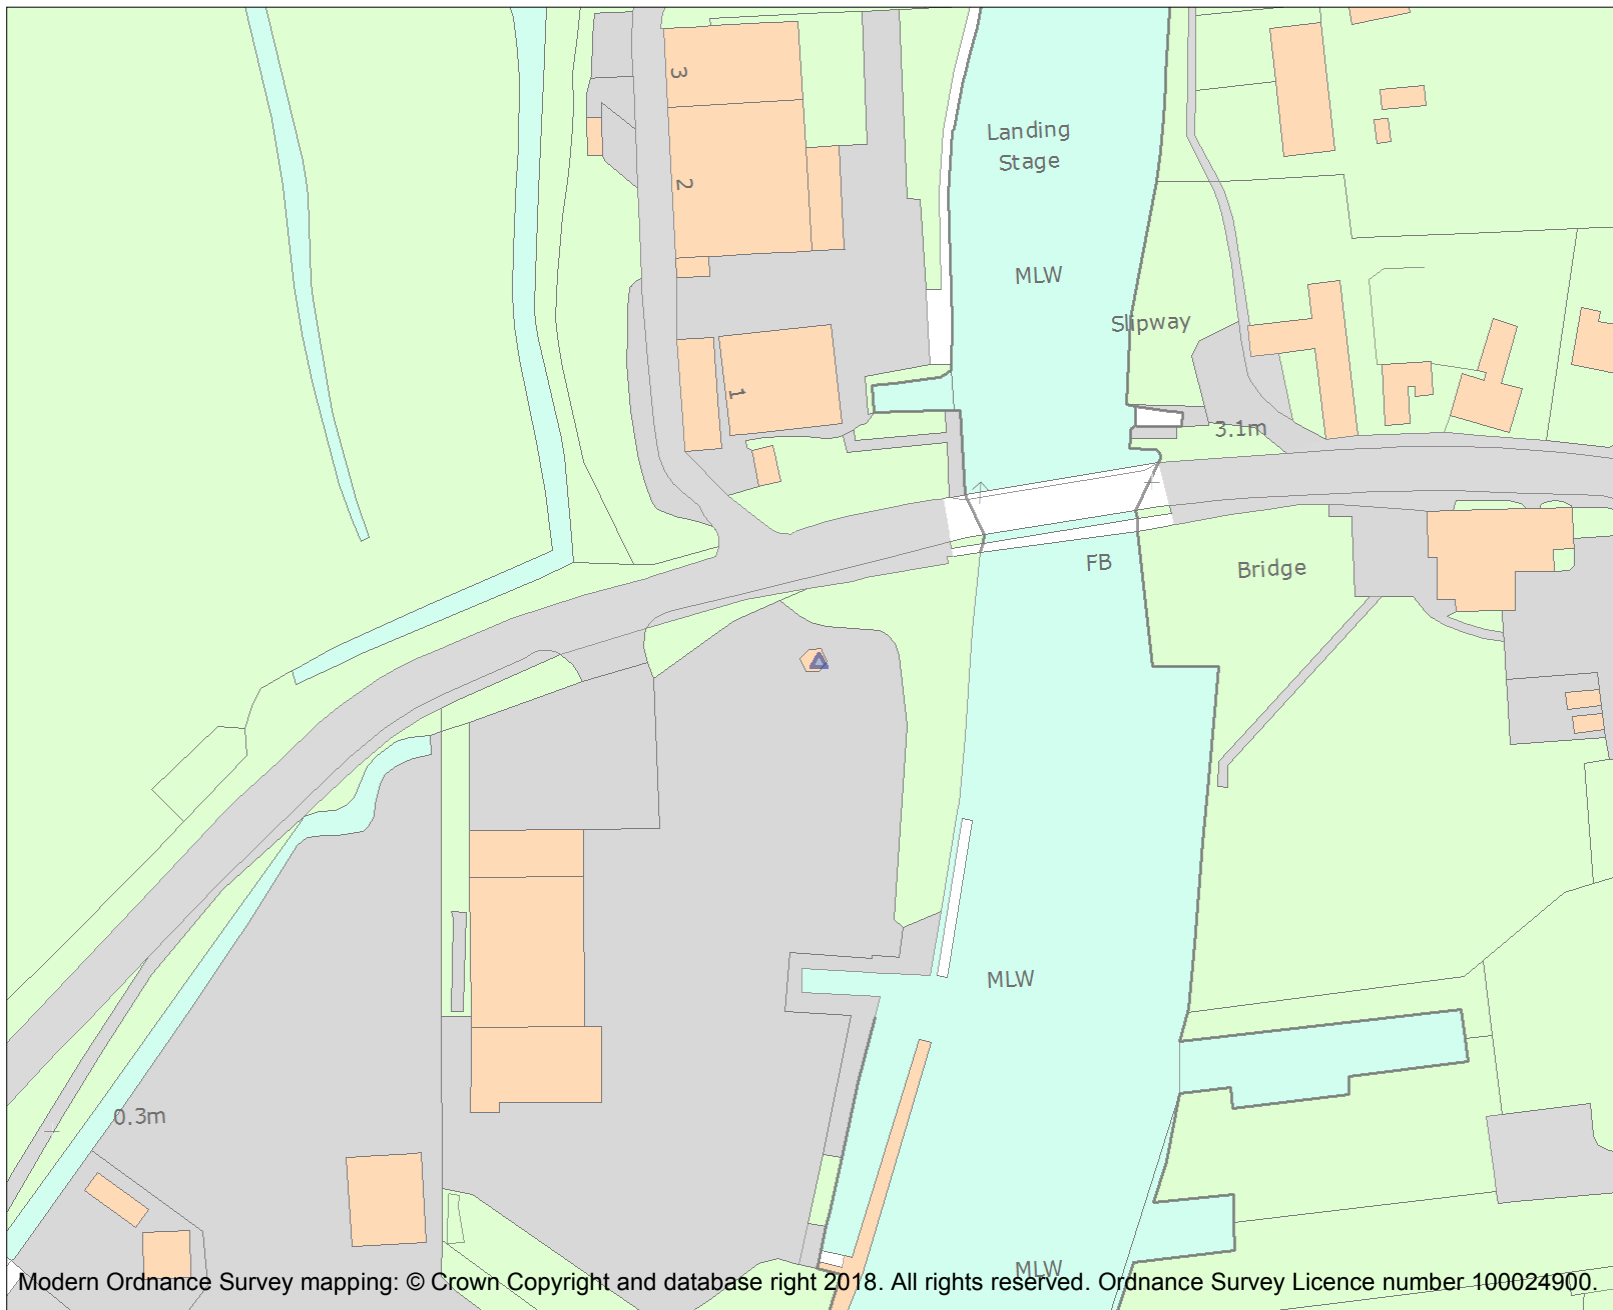 3
Landing
Stage
2
MLW
Slipway
1
3.1m
FB
Bridge
MLW
0.3m
MLW
Modern Ordnance Survey mapping: © Crown Copyright and database right 2018. All rights reserved. Ordnance Survey Licence number 100024900.